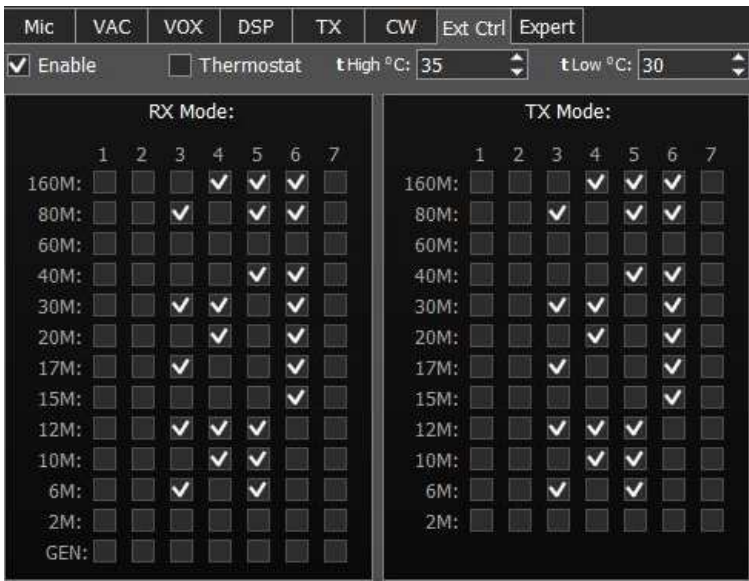 Mic VAC VOX DSP TX CW Ext Ctrl Expert
Enable Thermostat t High °C: 35 t Low °C: 30
RX Mode: TX Mode:
1 2 3 4 5 6 7 1 2 3 4 5 6 7
160M: 160M:
80M: 80M:
60M: 60M:
40M: 40M:
30M: 30M:
20M: 20M:
17M: 17M:
15M: 15M:
12M: 12M:
10M: 10M:
6M: 6M:
2M: 2M:
GEN: